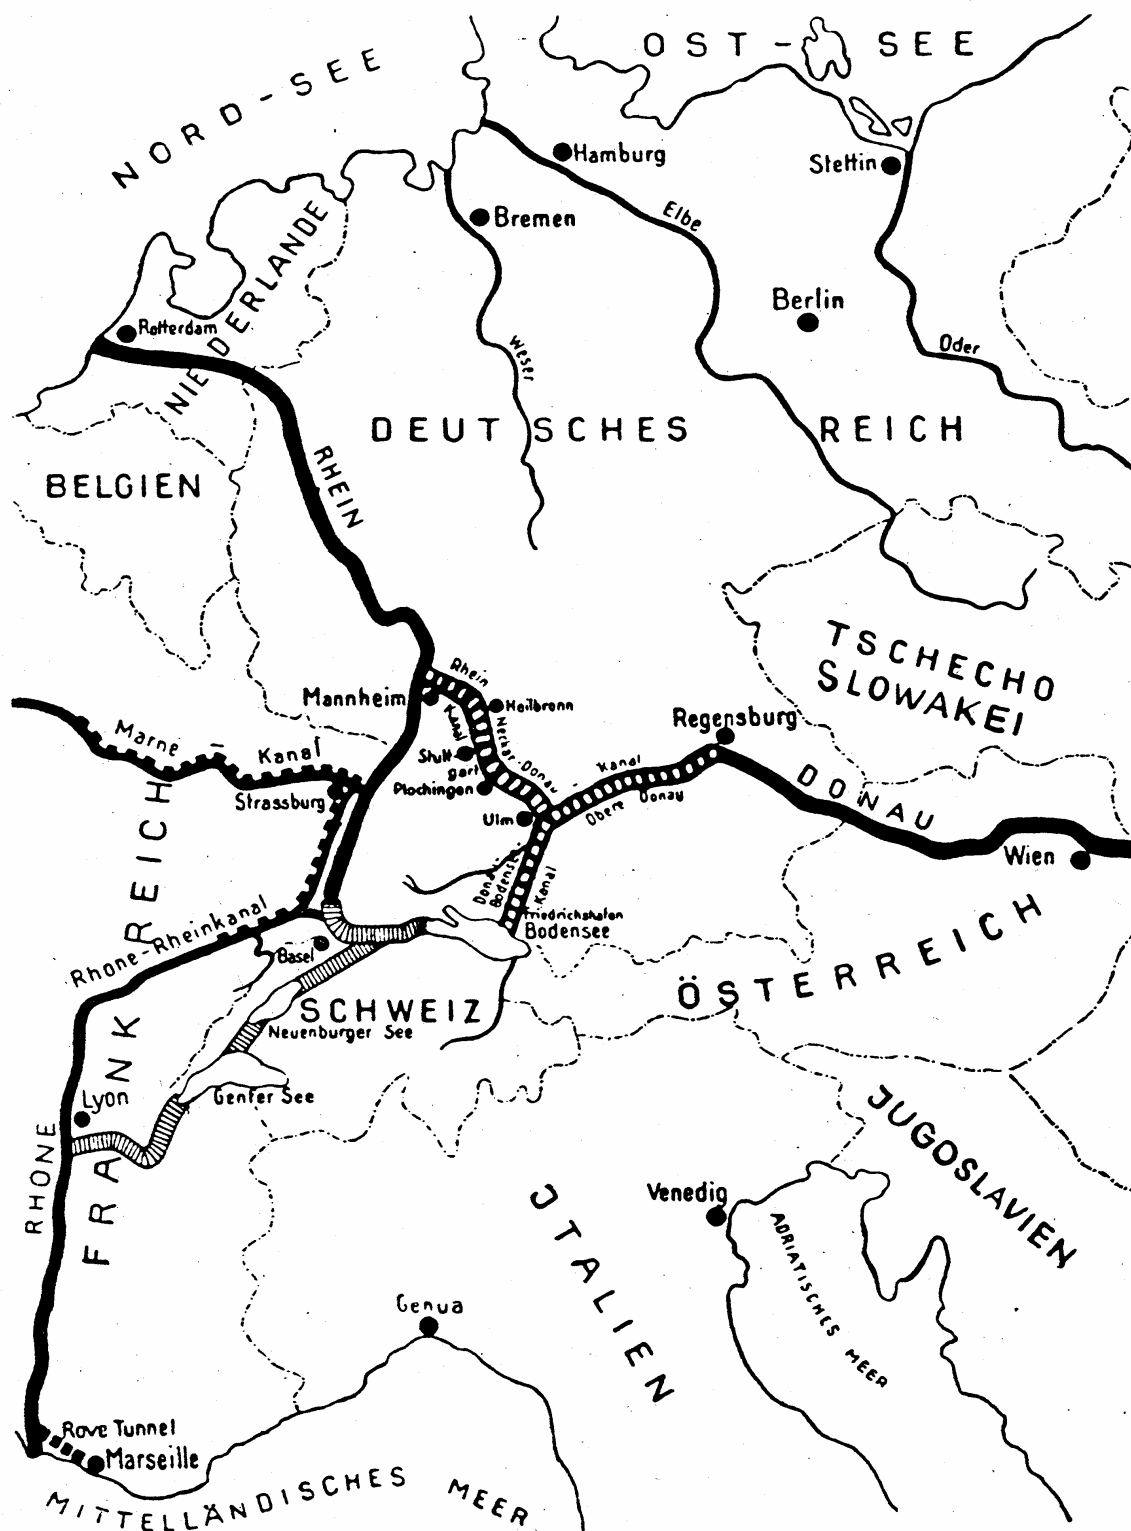 NORD-SEE
OST-SEE
Hamburg
Stettin
Bremen
Elbe
NIEDERLANDE
Berlin
Rotterdam
Weser
Oder
DEUTSCHES REICH
BELGIEN
RHEIN
TSCHECHO
SLOWAKEI
Rhein
Mannheim
Kanal
Heilbronn
Neckar-Donau
Regensburg
Marne - Kanal
Stutt-
gart
Kanal
DONAU
Plochingen
Strassburg
Obere Donau
Ulm
Wien
Donau-
Bodensee-
Kanal
FRANKREICH
Rhone-Rheinkanal
Friedrichshafen
Bodensee
Basel
ÖSTERREICH
SCHWEIZ
Neuenburger See
Genfer See
Lyon
JUGOSLAVIEN
RHONE
Venedig
JTALIEN
ADRIATISCHES MEER
Genua
Rove Tunnel
Marseille
MITTELLÄNDISCHES MEER